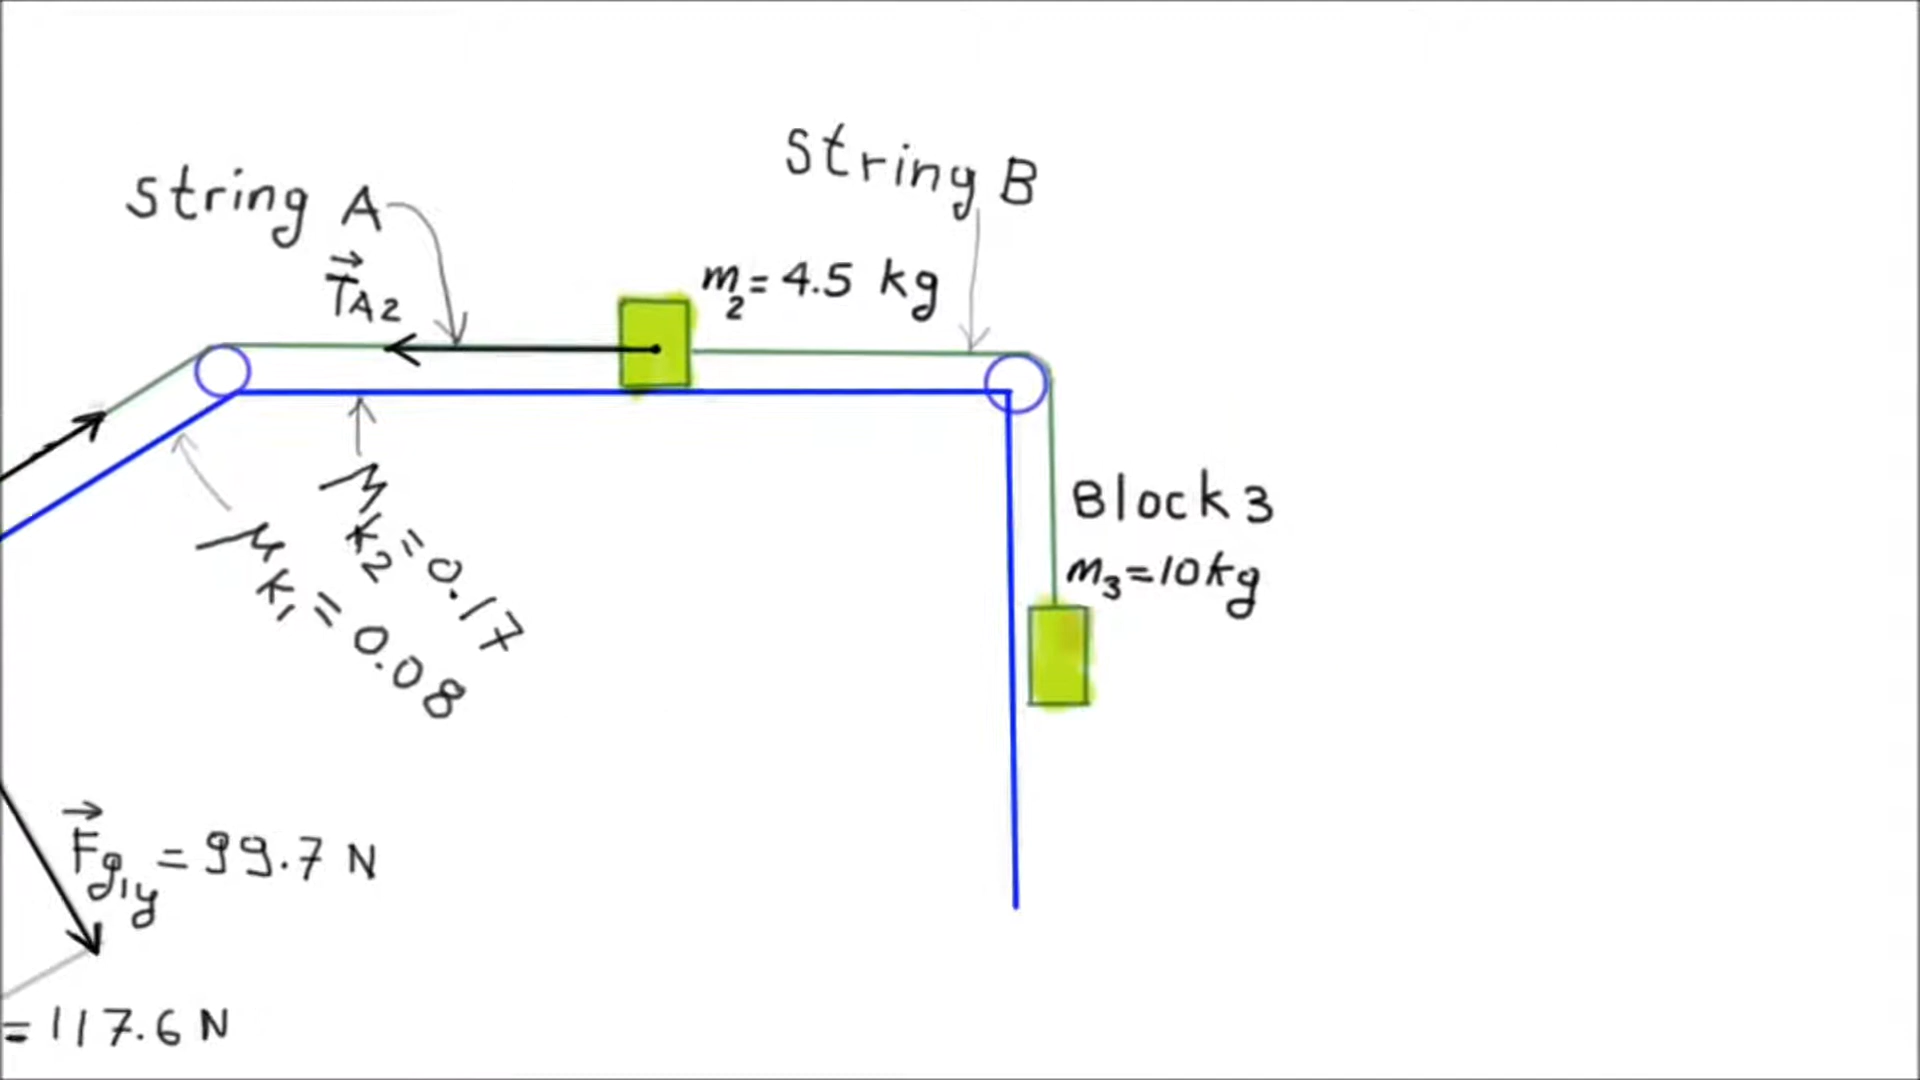 string A
string B
T⃗A2
m₂ = 4.5 kg
μk₂ = 0.17
μk₁ = 0.08
Block 3
m₃ = 10 kg
F⃗g₁y = 99.7 N
= 117.6 N